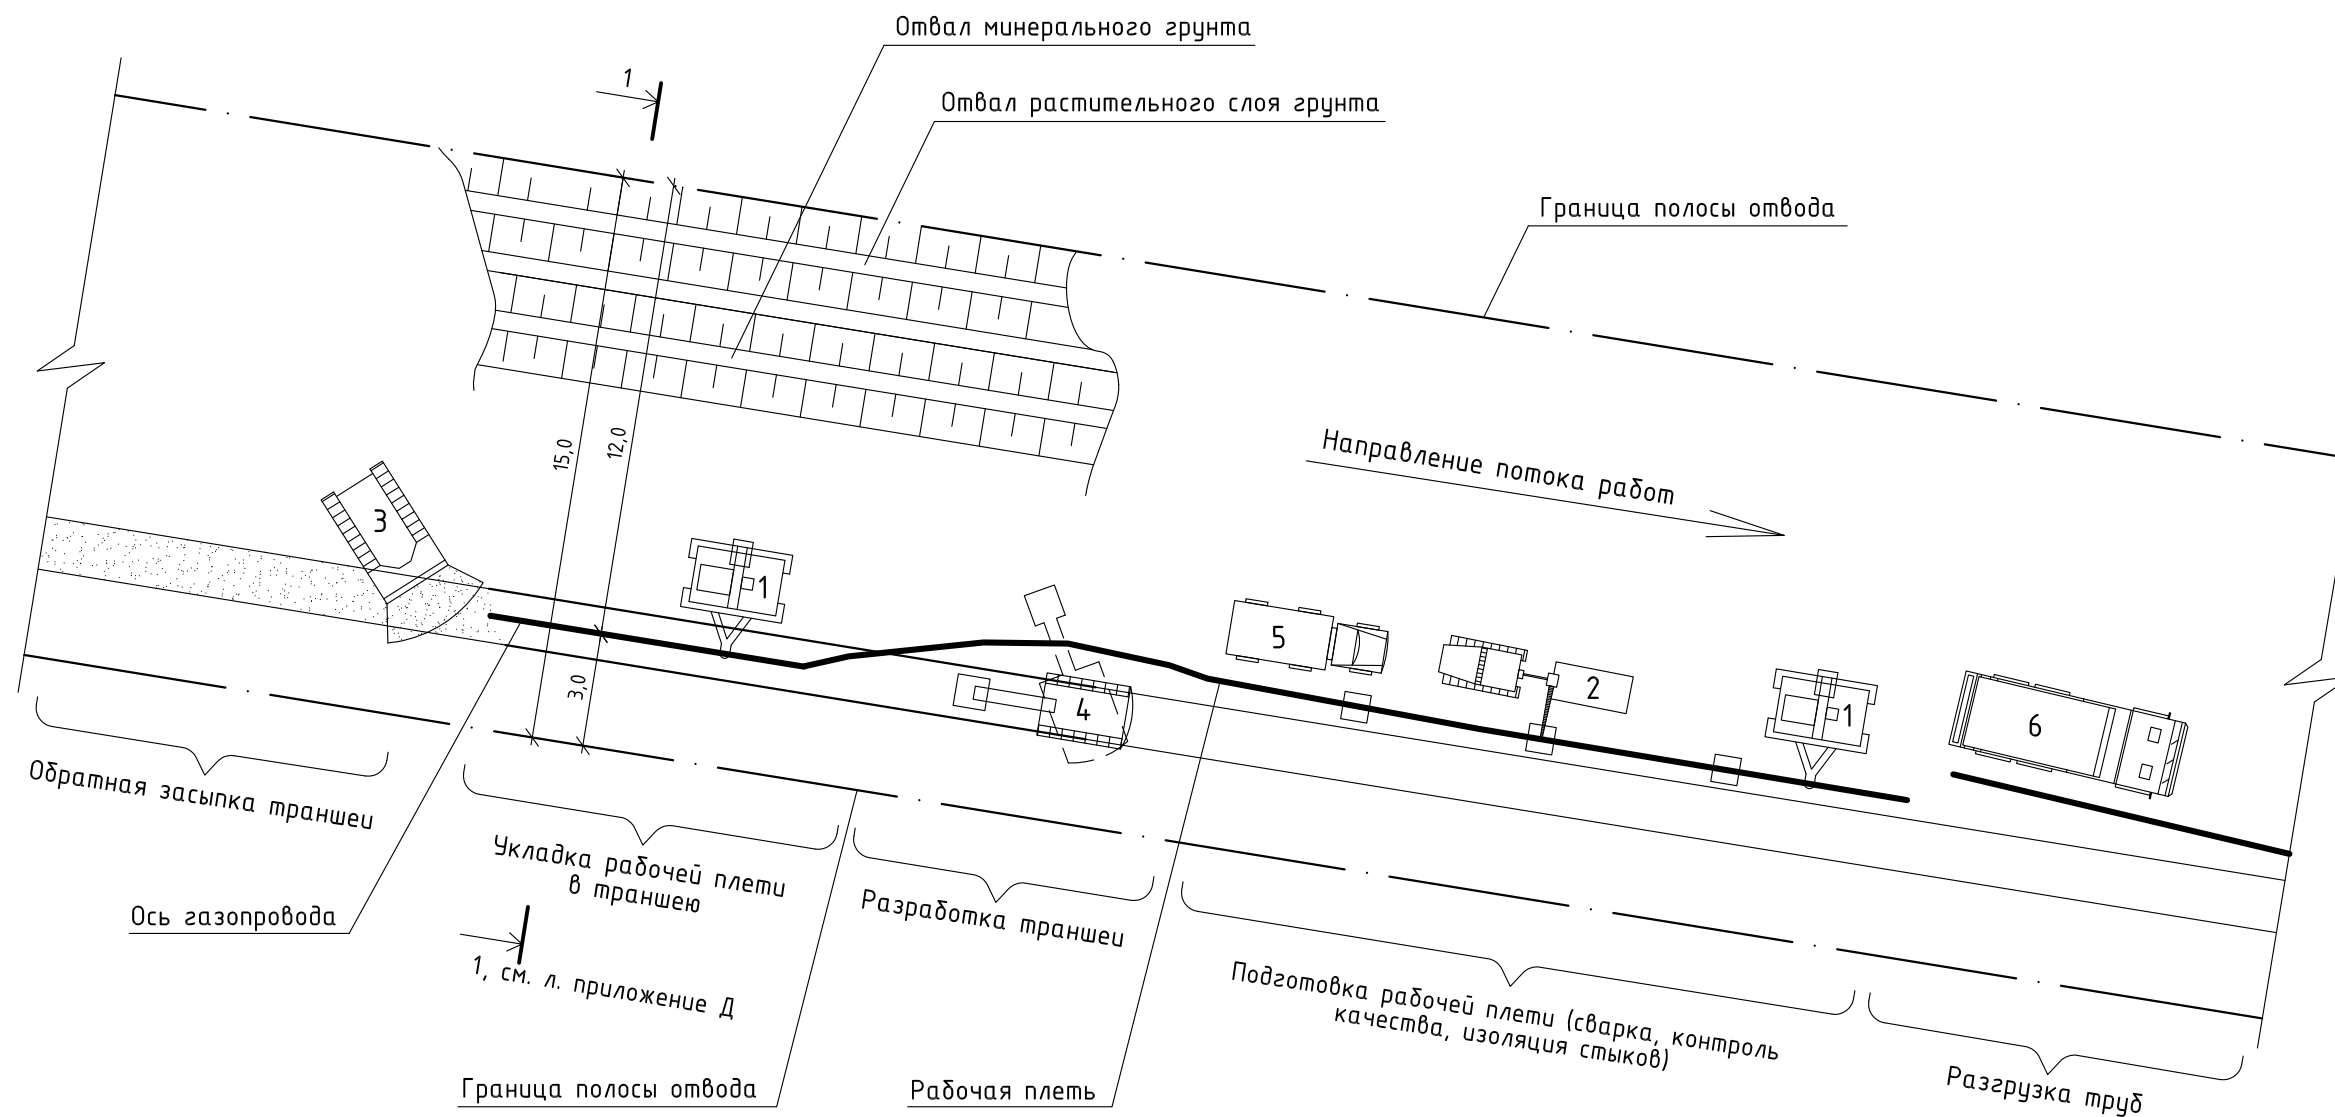 Отвал минерального грунта
1
Отвал растительного слоя грунта
Граница полосы отвода
Направление потока работ
15,0
12,0
3
1
5
2
1
6
4
3,0
Обратная засыпка траншеи
Укладка рабочей плети
в траншею
Разработка траншеи
Ось газопровода
1, см. л. приложение Д
Подготовка рабочей плети (сварка, контроль
качества, изоляция стыков)
Граница полосы отвода
Рабочая плеть
Разгрузка труб